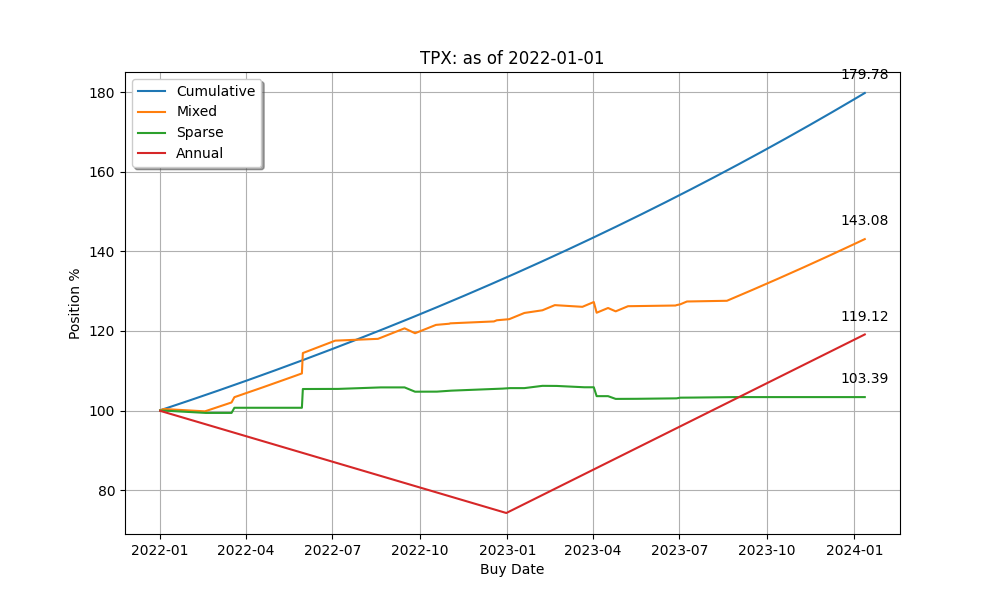 TPX: as of 2022-01-01
179.78
180
160
140
120
100
80
Position %
Cumulative
Mixed
Sparse
Annual
143.08
119.12
103.39
2022-01 2022-04 2022-07 2022-10 2023-01 2023-04 2023-07 2023-10 2024-01
Buy Date